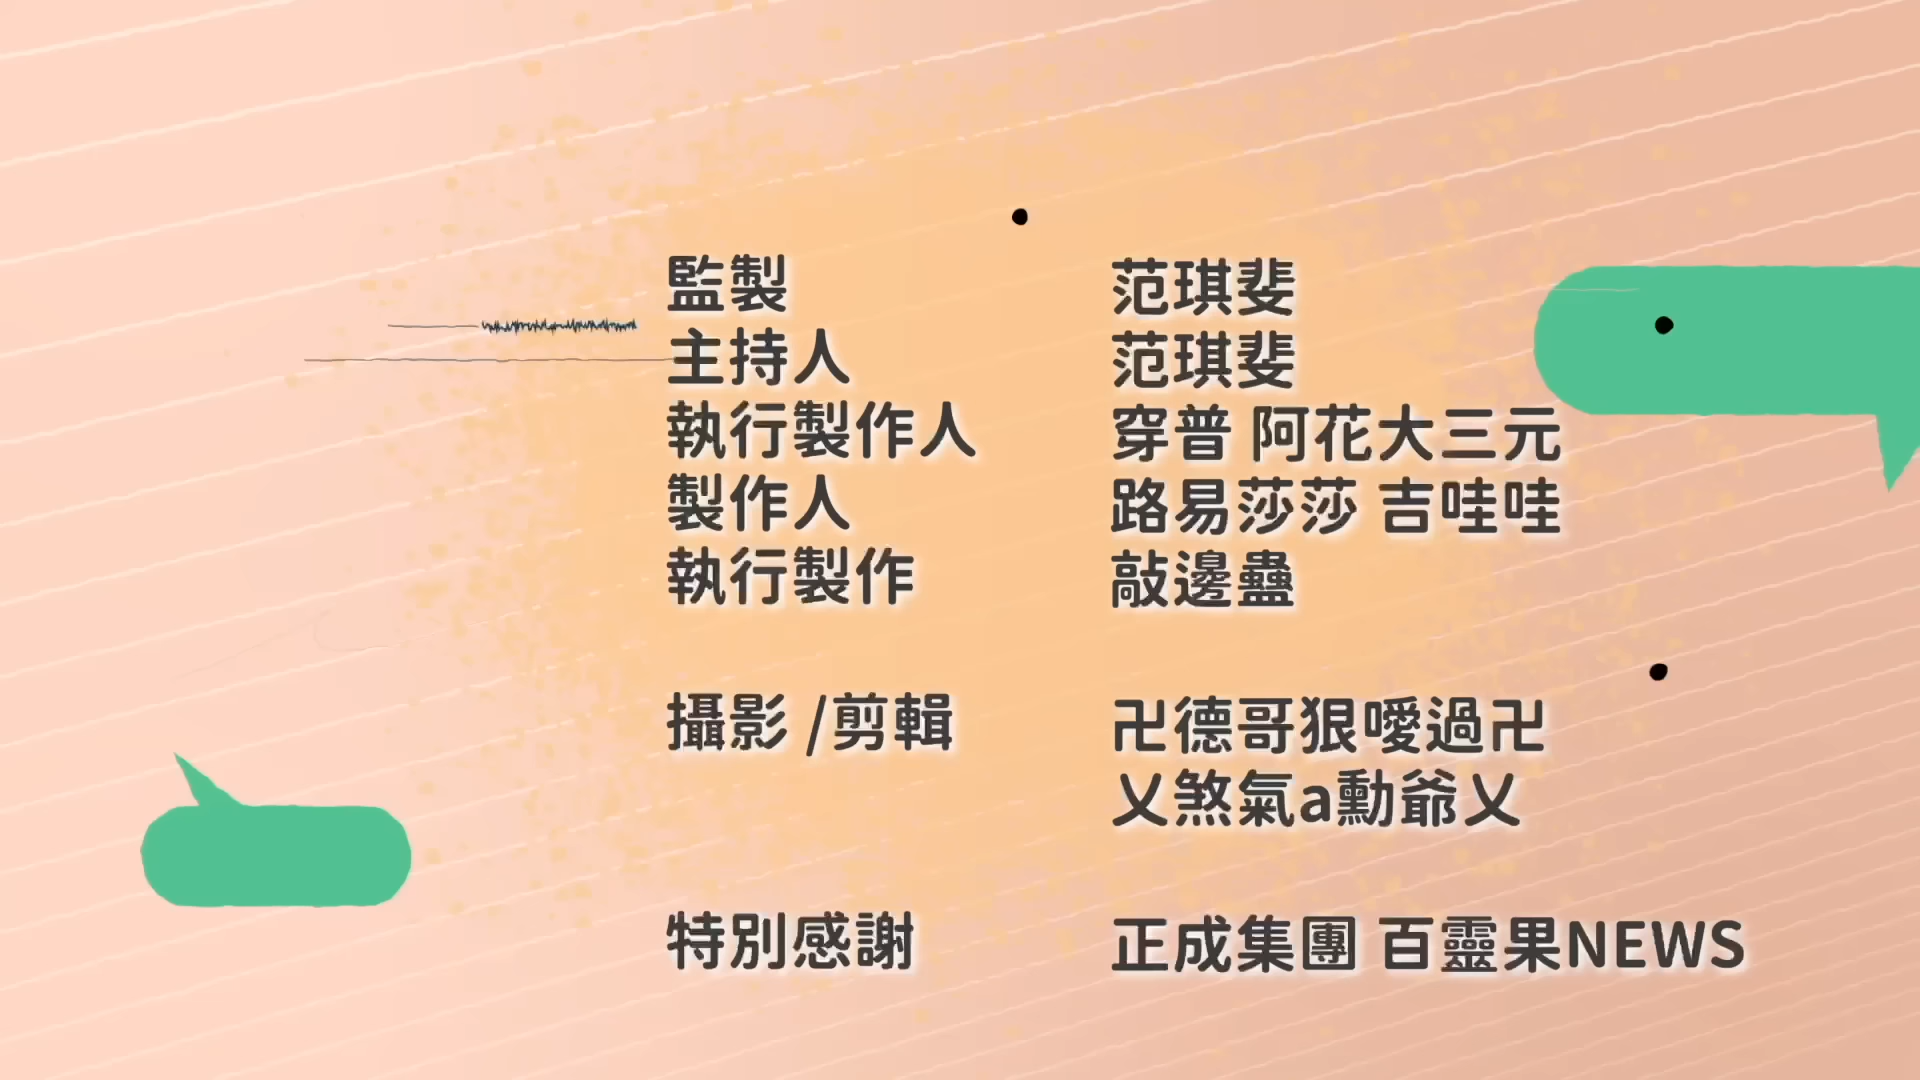 監製 范琪斐
主持人 范琪斐
執行製作人 穿普 阿花大三元
製作人 路易莎莎 吉哇哇
執行製作 敲邊蠱
攝影 /剪輯 卍德哥狠噯過卍
乂煞氣a勳爺乂
特別感謝 正成集團 百靈果NEWS